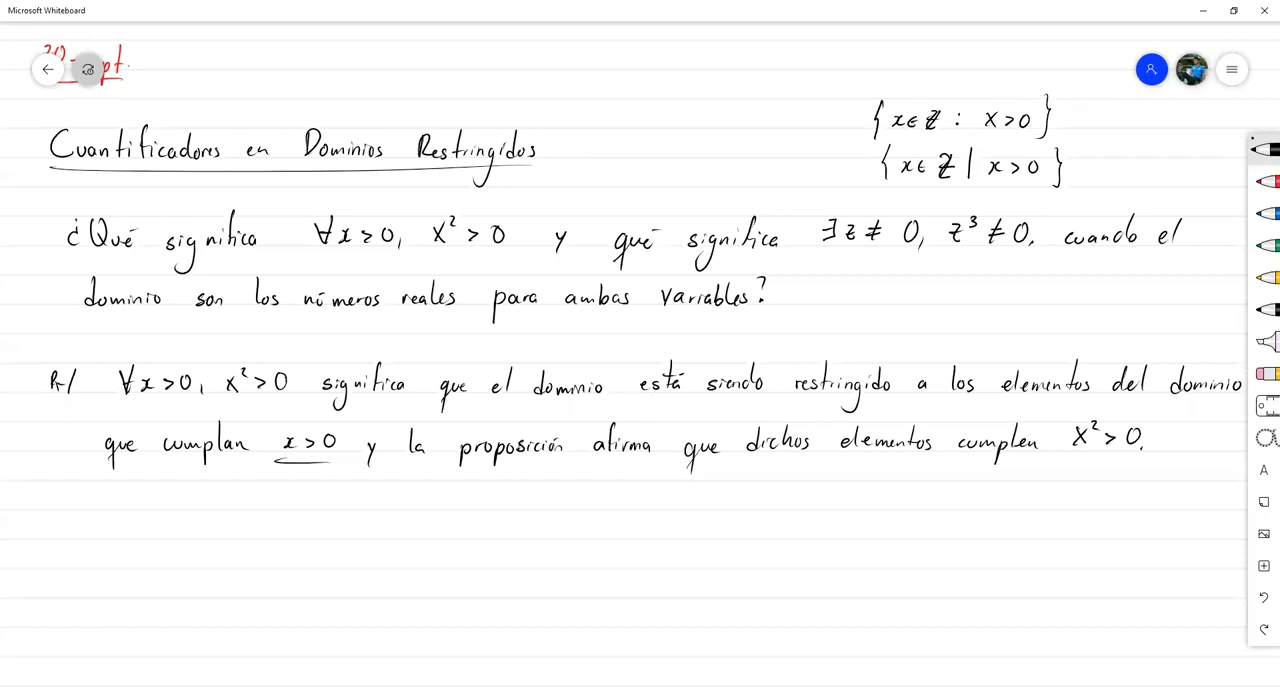 Microsoft Whiteboard
pt.
Cuantificadores en Dominios Restringidos
{x∈ℤ : x>0}
{x∈ℤ | x>0}
¿Qué significa ∀x>0, x²>0 y qué significa ∃z≠0, z³≠0, cuando el
dominio son los números reales para ambas variables?
R/ ∀x>0, x²>0 significa que el dominio está siendo restringido a los elementos del dominio
que cumplan x>0 y la proposición afirma que dichos elementos cumplen x²>0.
A